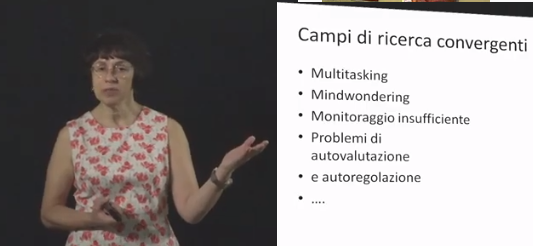 Campi di ricerca convergenti
• Multitasking
• Mindwondering
• Monitoraggio insufficiente
• Problemi di
autovalutazione
• e autoregolazione
• ....